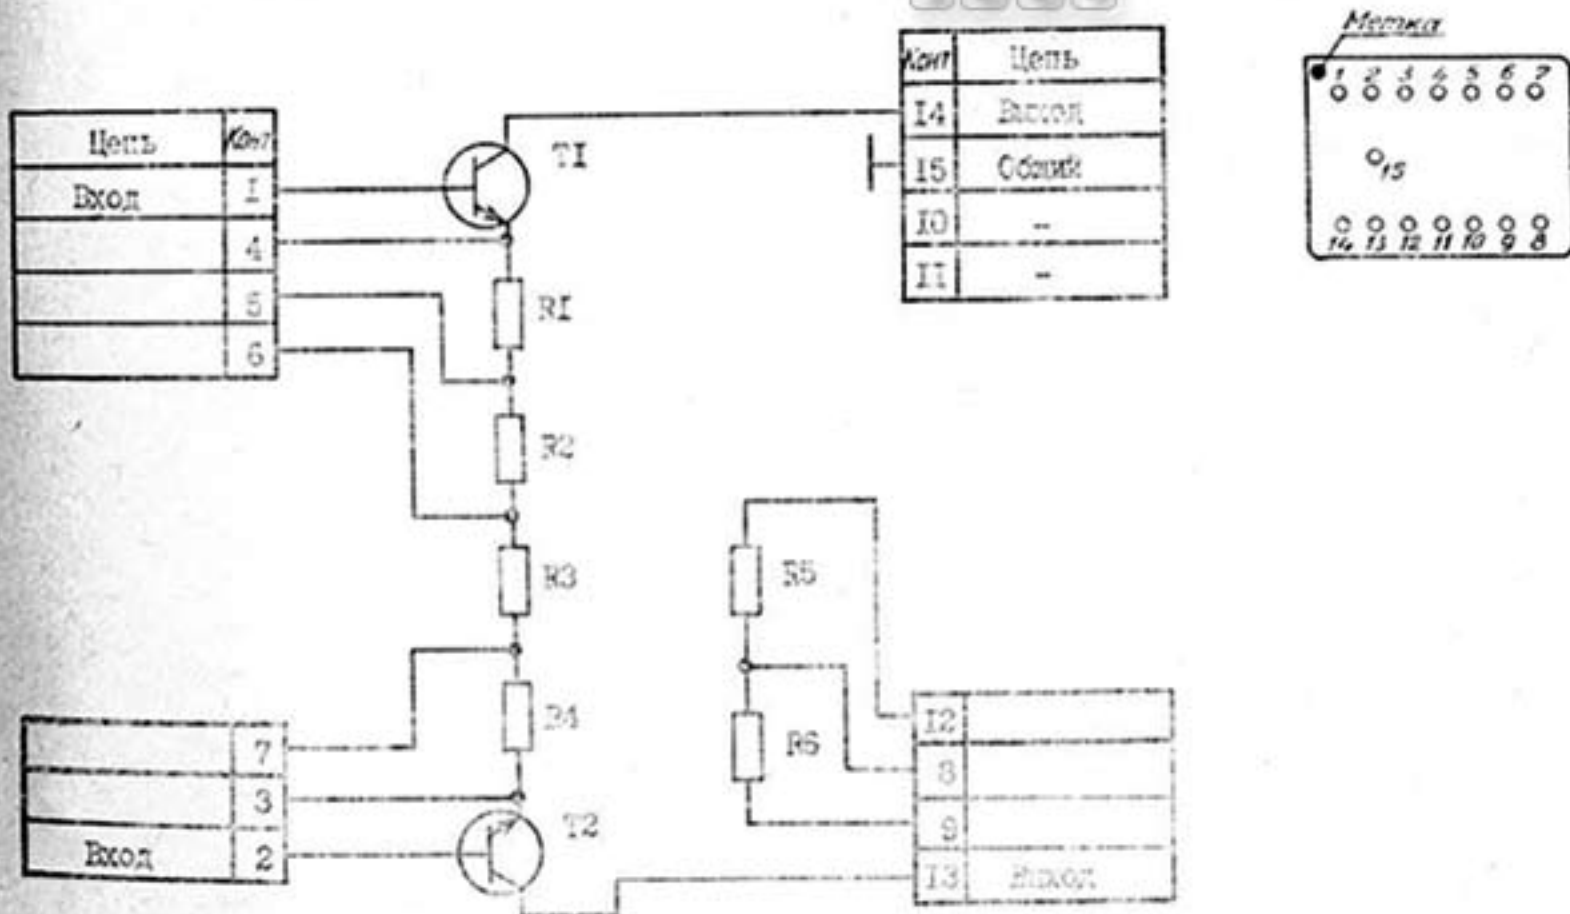 Метка
1 2 3 4 5 6 7
15
14 13 12 11 10 9 8
Конт Цепь
I4 Выход
I5 Общий
I0 -
II -
Цепь Конт
Вход I
4
5
6
TI
RI
R2
R3
R4
T2
R5
R6
7
3
Вход 2
I2
8
9
I3 Выход